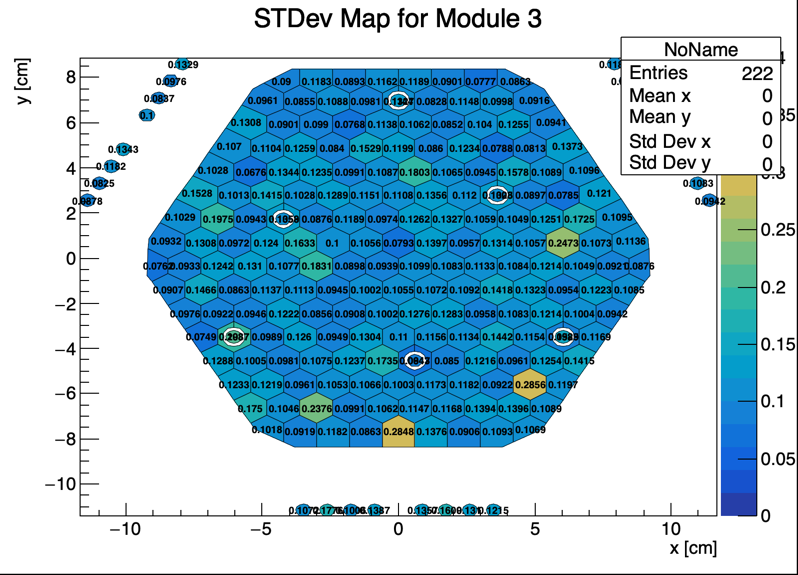 STDev Map for Module 3
NoName
Entries 222
Mean x 0
Mean y 0
Std Dev x 0
Std Dev y 0
y [cm]
x [cm]
8
6
4
2
0
−2
−4
−6
−8
−10
−10 −5 0 5 10
0.25
0.2
0.15
0.1
0.05
0
0.1329
0.0976
0.0837
0.1
0.1343
0.1182
0.0825
0.0878
0.1083
0.0942
0.09 0.1183 0.0893 0.1162 0.1189 0.0901 0.0777 0.0863
0.0961 0.0855 0.1088 0.0981 0.0828 0.1148 0.0998 0.0916
0.1308 0.0901 0.099 0.0768 0.1138 0.1062 0.0852 0.104 0.1255 0.0941
0.1084 0.1104 0.1259 0.084 0.1529 0.1199 0.086 0.1234 0.0788 0.0813 0.1373
0.1028 0.0676 0.1344 0.1235 0.0991 0.1087 0.1803 0.1065 0.0945 0.1578 0.1089 0.1096
0.1528 0.1013 0.1415 0.1028 0.1289 0.1151 0.1108 0.1356 0.112 0.0897 0.0785 0.121
0.1029 0.1975 0.0943 0.0876 0.1189 0.0974 0.1262 0.1327 0.1059 0.1049 0.1251 0.1725 0.1095
0.0932 0.1308 0.0972 0.124 0.1633 0.1 0.1056 0.0793 0.1397 0.0957 0.1314 0.1057 0.2473 0.1073 0.1136
0.0933 0.1242 0.131 0.1077 0.1831 0.0898 0.0939 0.1099 0.1083 0.1133 0.1084 0.1214 0.1049 0.0921 0.0876
0.0907 0.1466 0.0863 0.1137 0.1113 0.0945 0.1002 0.1055 0.1072 0.1092 0.1418 0.1323 0.0954 0.1223 0.1085
0.0976 0.0922 0.0946 0.1222 0.0856 0.0908 0.1008 0.1276 0.0958 0.1083 0.1262 0.1124 0.1004 0.0942
0.0749 0.0989 0.126 0.0949 0.1304 0.11 0.1156 0.1134 0.1442 0.1154 0.1169
0.1288 0.1005 0.0981 0.1075 0.1237 0.1735 0.085 0.1216 0.0961 0.1254 0.1415
0.1233 0.1219 0.0961 0.1053 0.1066 0.1003 0.1173 0.1182 0.0922 0.2856 0.1197
0.175 0.1046 0.2376 0.0991 0.1062 0.1147 0.1168 0.1394 0.1396 0.1089
0.1018 0.0919 0.1182 0.0863 0.2848 0.1376 0.0906 0.1093 0.1069